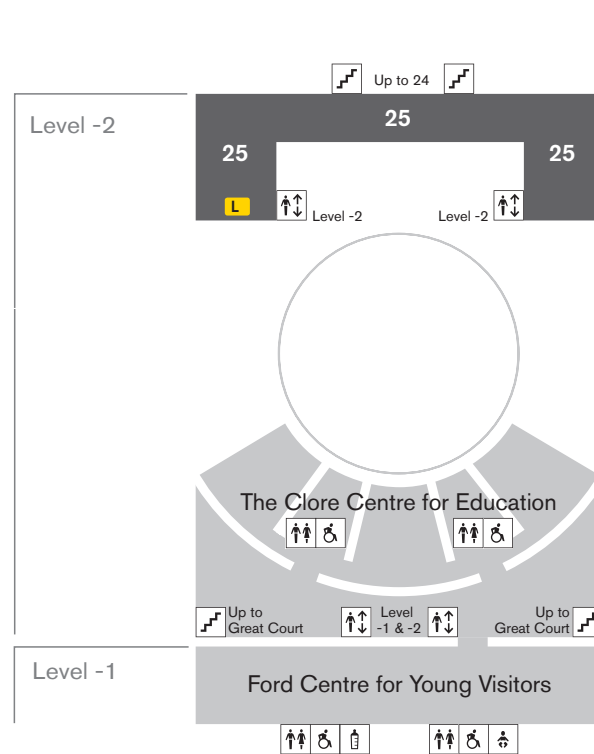 Up to 24
Level -2
25
25
25
L
Level -2
Level -2
The Clore Centre for Education
Up to
Great Court
Level
-1 & -2
Up to
Great Court
Level -1
Ford Centre for Young Visitors